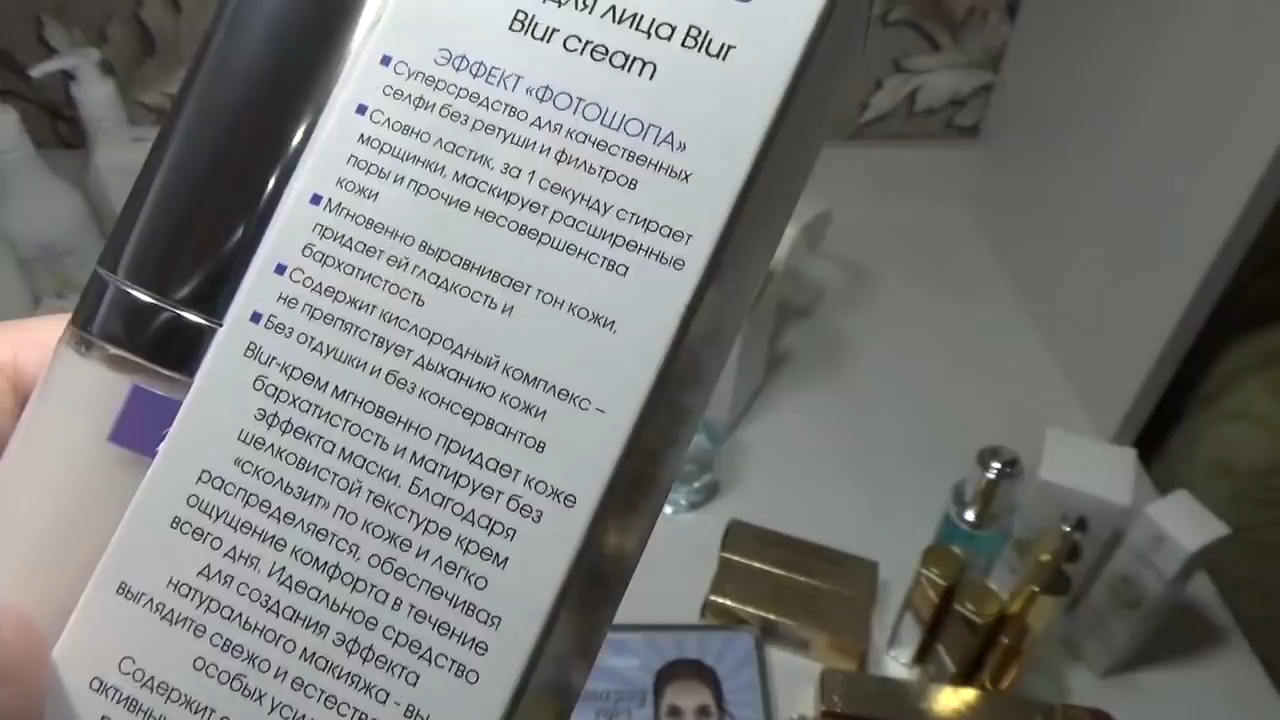 для лица Blur
Blur cream
ЭФФЕКТ «ФОТОШОПА»
Суперсредство для качественных
селфи без ретуши и фильтров
Словно ластик, за 1 секунду стирает
морщинки, маскирует расширенные
поры и прочие несовершенства
кожи
Мгновенно выравнивает тон кожи,
придает ей гладкость и
бархатистость
Содержит кислородный комплекс –
не препятствует дыханию кожи
Без отдушки и без консервантов
Blur-крем мгновенно придает коже
бархатистость и матирует без
эффекта маски. Благодаря
шелковистой текстуре крем
«скользит» по коже и легко
распределяется, обеспечивая
ощущение комфорта в течение
всего дня. Идеальное средство
для создания эффекта
натурального макияжа - вы
выглядите свежо и естеств
особых уси
Содержит
активны